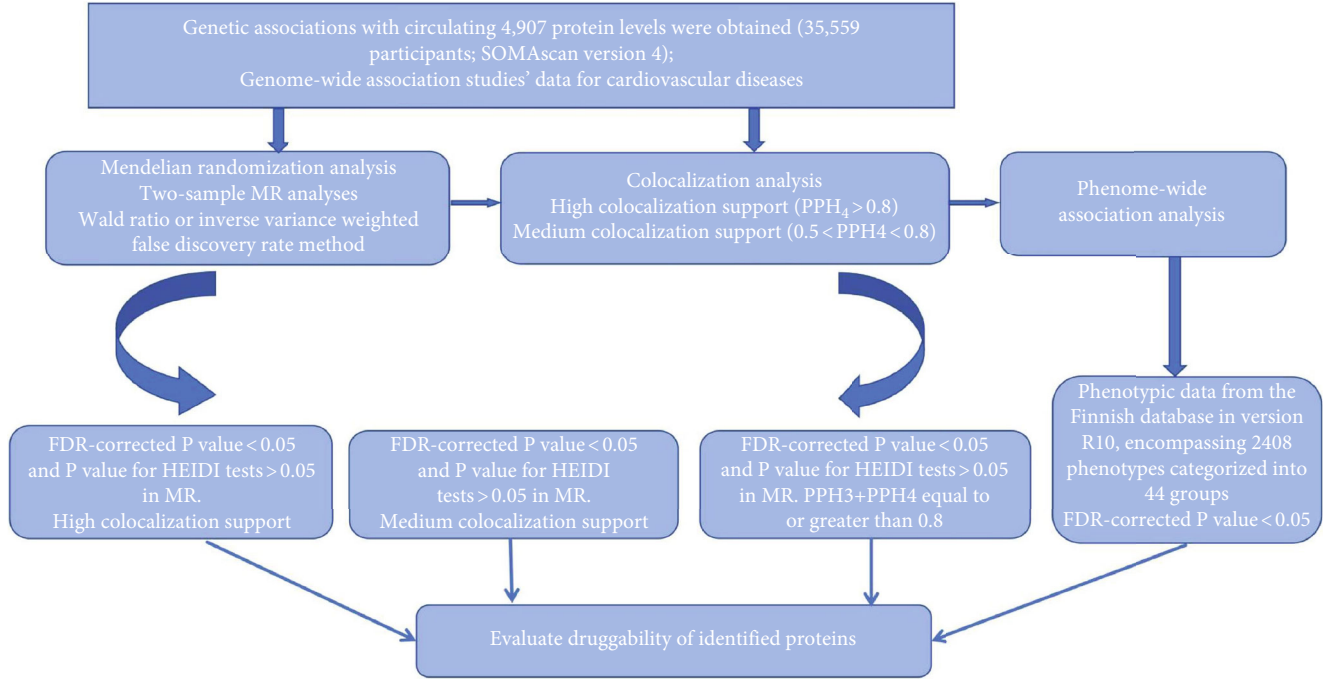 Genetic associations with circulating 4,907 protein levels were obtained (35,559
participants; SOMAscan version 4);
Genome-wide association studies’ data for cardiovascular diseases
Mendelian randomization analysis
Two-sample MR analyses
Wald ratio or inverse variance weighted
false discovery rate method
Colocalization analysis
High colocalization support (PPH₄ > 0.8)
Medium colocalization support (0.5 < PPH4 < 0.8)
Phenome-wide
association analysis
FDR-corrected P value < 0.05
and P value for HEIDI tests > 0.05
in MR.
High colocalization support
FDR-corrected P value < 0.05
and P value for HEIDI
tests > 0.05 in MR.
Medium colocalization support
FDR-corrected P value < 0.05
and P value for HEIDI tests > 0.05
in MR. PPH3+PPH4 equal to
or greater than 0.8
Phenotypic data from the
Finnish database in version
R10, encompassing 2408
phenotypes categorized into
44 groups
FDR-corrected P value < 0.05
Evaluate druggability of identified proteins